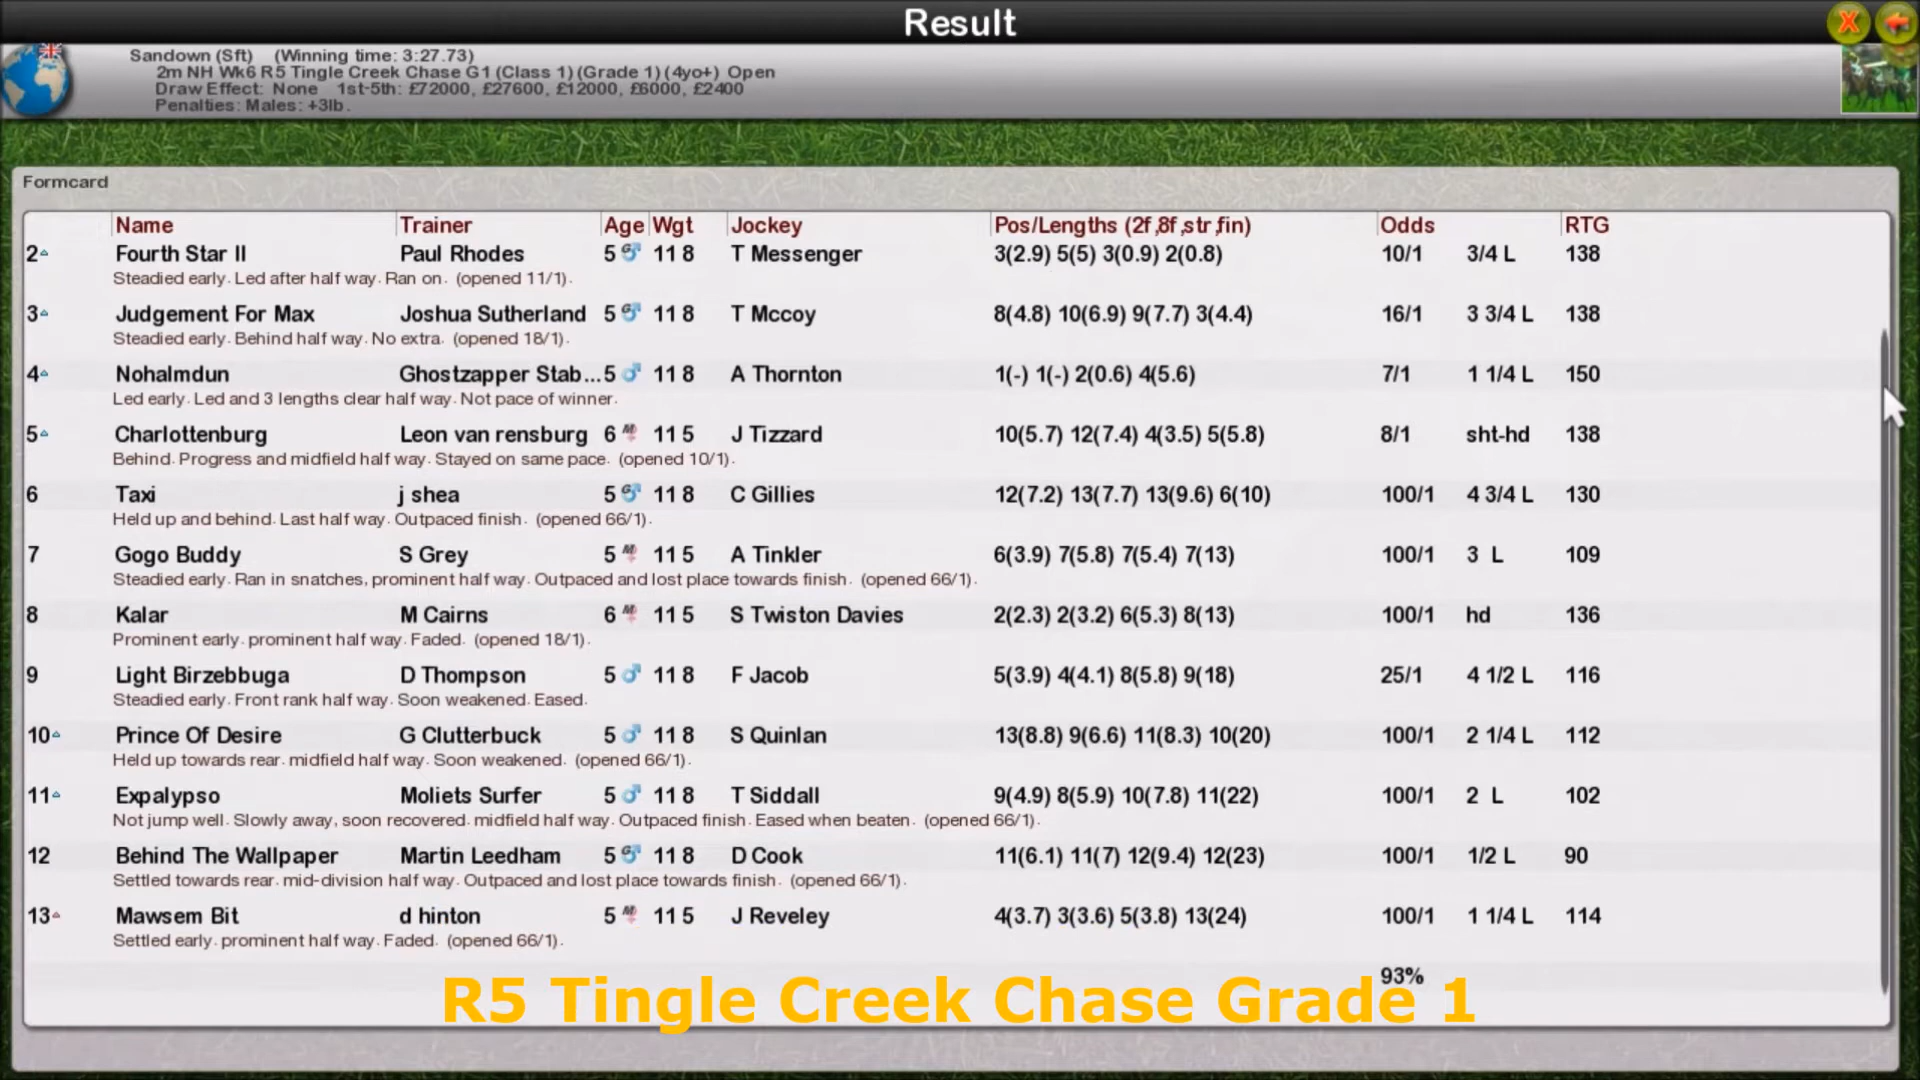 Result
Sandown (Sft) (Winning time: 3:27.73)
2m NH Wk6 R5 Tingle Creek Chase G1 (Class 1) (Grade 1) (4yo+) Open
Draw Effect: None 1st-5th: £72000, £27600, £12000, £6000, £2400
Penalties: Males: +3lb.
Formcard
Name Trainer Age Wgt Jockey Pos/Lengths (2f,8f,str,fin) Odds RTG
2 Fourth Star II Paul Rhodes 5 G 11 8 T Messenger 3(2.9) 5(5) 3(0.9) 2(0.8) 10/1 3/4 L 138
Steadied early. Led after half way. Ran on. (opened 11/1).
3 Judgement For Max Joshua Sutherland 5 G 11 8 T Mccoy 8(4.8) 10(6.9) 9(7.7) 3(4.4) 16/1 3 3/4 L 138
Steadied early. Behind half way. No extra. (opened 18/1).
4 Nohalmdun Ghostzapper Stab... 5 11 8 A Thornton 1(-) 1(-) 2(0.6) 4(5.6) 7/1 1 1/4 L 150
Led early. Led and 3 lengths clear half way. Not pace of winner.
5 Charlottenburg Leon van rensburg 6 M 11 5 J Tizzard 10(5.7) 12(7.4) 4(3.5) 5(5.8) 8/1 sht-hd 138
Behind. Progress and midfield half way. Stayed on same pace. (opened 10/1).
6 Taxi j shea 5 G 11 8 C Gillies 12(7.2) 13(7.7) 13(9.6) 6(10) 100/1 4 3/4 L 130
Held up and behind. Last half way. Outpaced finish. (opened 66/1).
7 Gogo Buddy S Grey 5 M 11 5 A Tinkler 6(3.9) 7(5.8) 7(5.4) 7(13) 100/1 3 L 109
Steadied early. Ran in snatches, prominent half way. Outpaced and lost place towards finish. (opened 66/1).
8 Kalar M Cairns 6 M 11 5 S Twiston Davies 2(2.3) 2(3.2) 6(5.3) 8(13) 100/1 hd 136
Prominent early. prominent half way. Faded. (opened 18/1).
9 Light Birzebbuga D Thompson 5 11 8 F Jacob 5(3.9) 4(4.1) 8(5.8) 9(18) 25/1 4 1/2 L 116
Steadied early. Front rank half way. Soon weakened. Eased.
10 Prince Of Desire G Clutterbuck 5 11 8 S Quinlan 13(8.8) 9(6.6) 11(8.3) 10(20) 100/1 2 1/4 L 112
Held up towards rear. midfield half way. Soon weakened. (opened 66/1).
11 Expalypso Moliets Surfer 5 11 8 T Siddall 9(4.9) 8(5.9) 10(7.8) 11(22) 100/1 2 L 102
Not jump well. Slowly away, soon recovered. midfield half way. Outpaced finish. Eased when beaten. (opened 66/1).
12 Behind The Wallpaper Martin Leedham 5 G 11 8 D Cook 11(6.1) 11(7) 12(9.4) 12(23) 100/1 1/2 L 90
Settled towards rear. mid-division half way. Outpaced and lost place towards finish. (opened 66/1).
13 Mawsem Bit d hinton 5 M 11 5 J Reveley 4(3.7) 3(3.6) 5(3.8) 13(24) 100/1 1 1/4 L 114
Settled early. prominent half way. Faded. (opened 66/1).
93%
R5 Tingle Creek Chase Grade 1